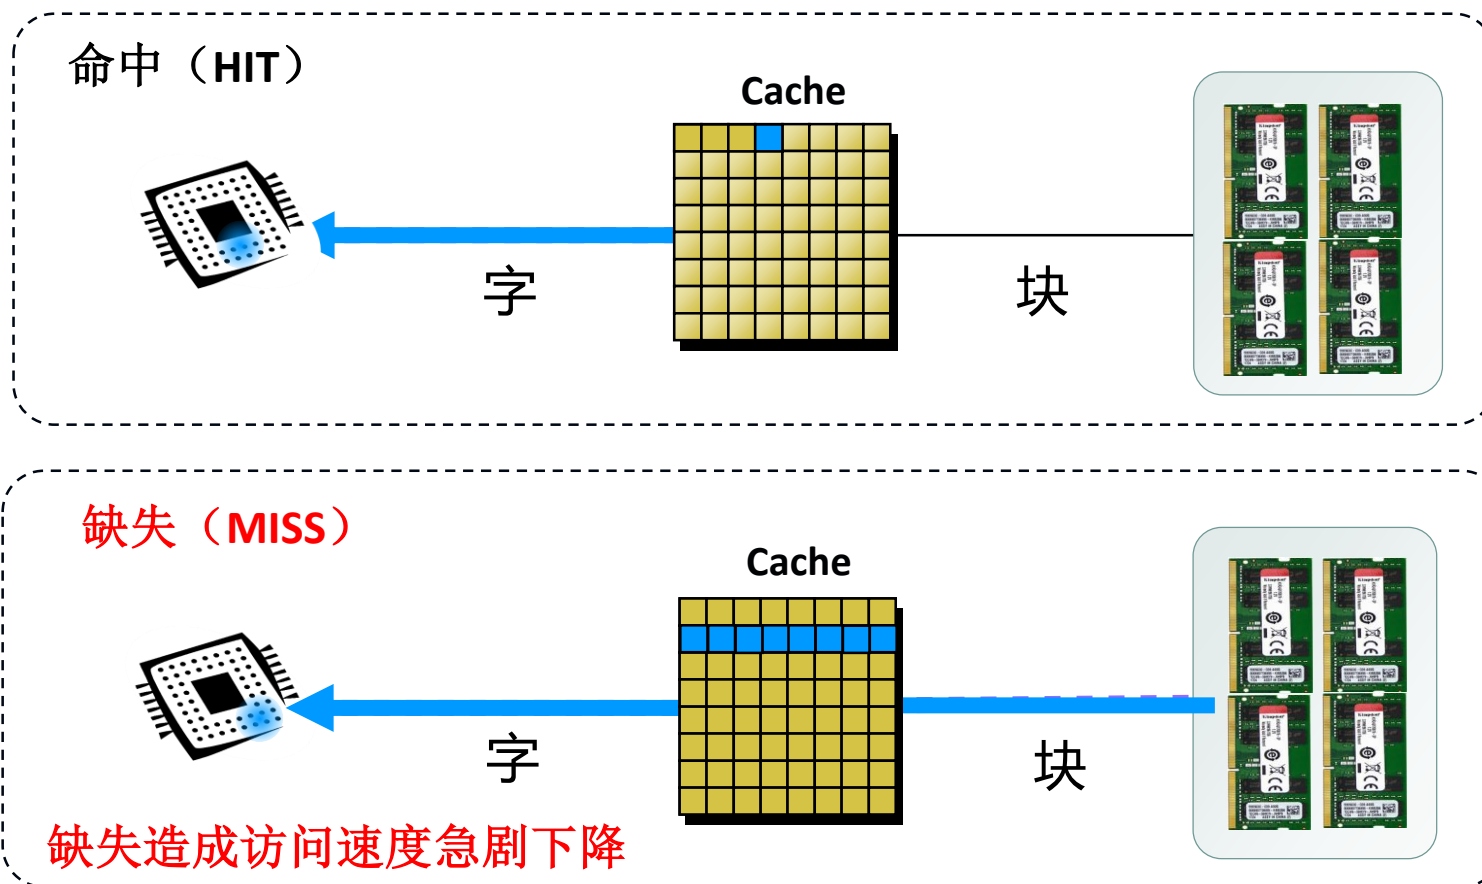 命中（HIT）
Cache
字
块
缺失（MISS）
Cache
字
块
缺失造成访问速度急剧下降